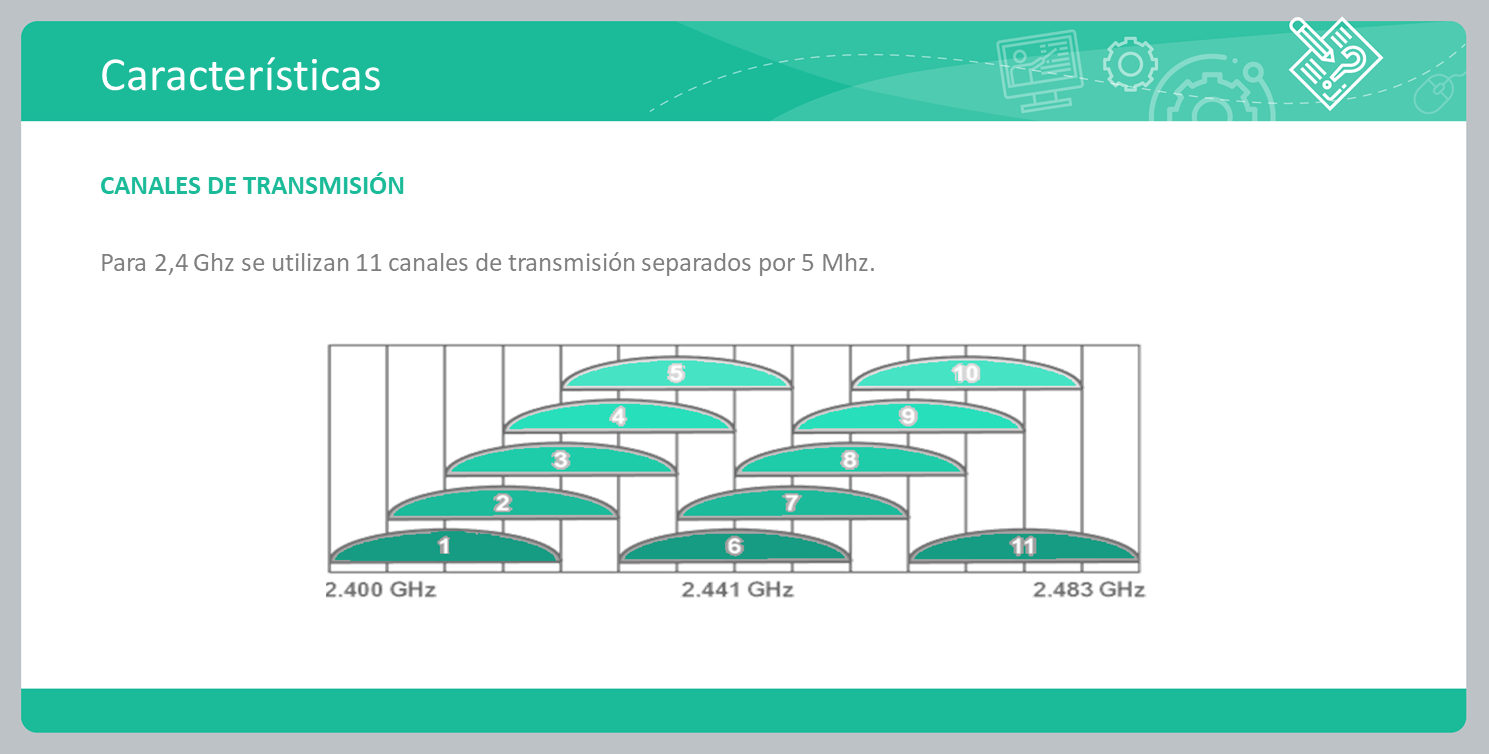 Características
CANALES DE TRANSMISIÓN
Para 2,4 Ghz se utilizan 11 canales de transmisión separados por 5 Mhz.
5 10
4 9
3 8
2 7
1 6 11
2.400 GHz 2.441 GHz 2.483 GHz